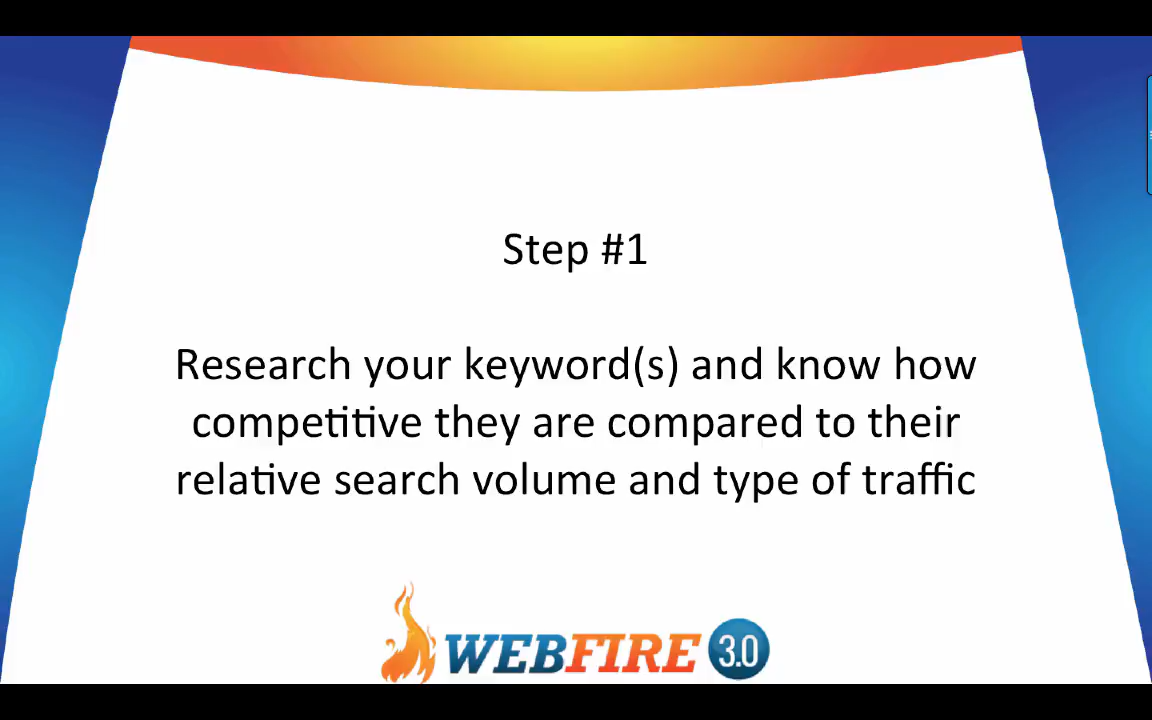 Step #1
Research your keyword(s) and know how
competitive they are compared to their
relative search volume and type of traffic
WEBFIRE 3.0